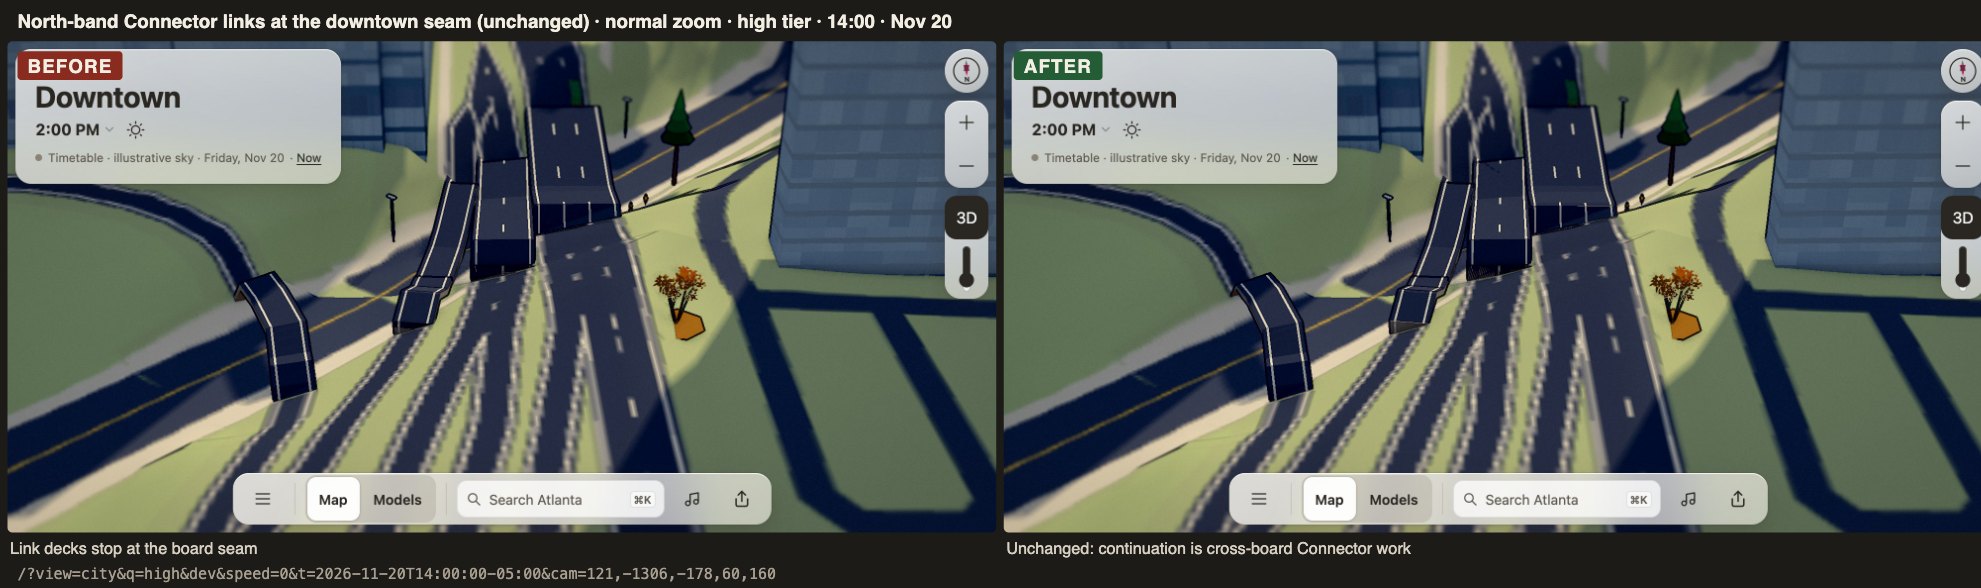 North-band Connector links at the downtown seam (unchanged) · normal zoom · high tier · 14:00 · Nov 20
BEFORE
Downtown
2:00 PM
Timetable · illustrative sky · Friday, Nov 20 · Now
N
+
−
3D
Map Models Search Atlanta ⌘K
AFTER
Downtown
2:00 PM
Timetable · illustrative sky · Friday, Nov 20 · Now
N
+
−
3D
Map Models Search Atlanta ⌘K
Link decks stop at the board seam
Unchanged: continuation is cross-board Connector work
/?view=city&q=high&dev&speed=0&t=2026-11-20T14:00:00-05:00&cam=121,-1306,-178,60,160